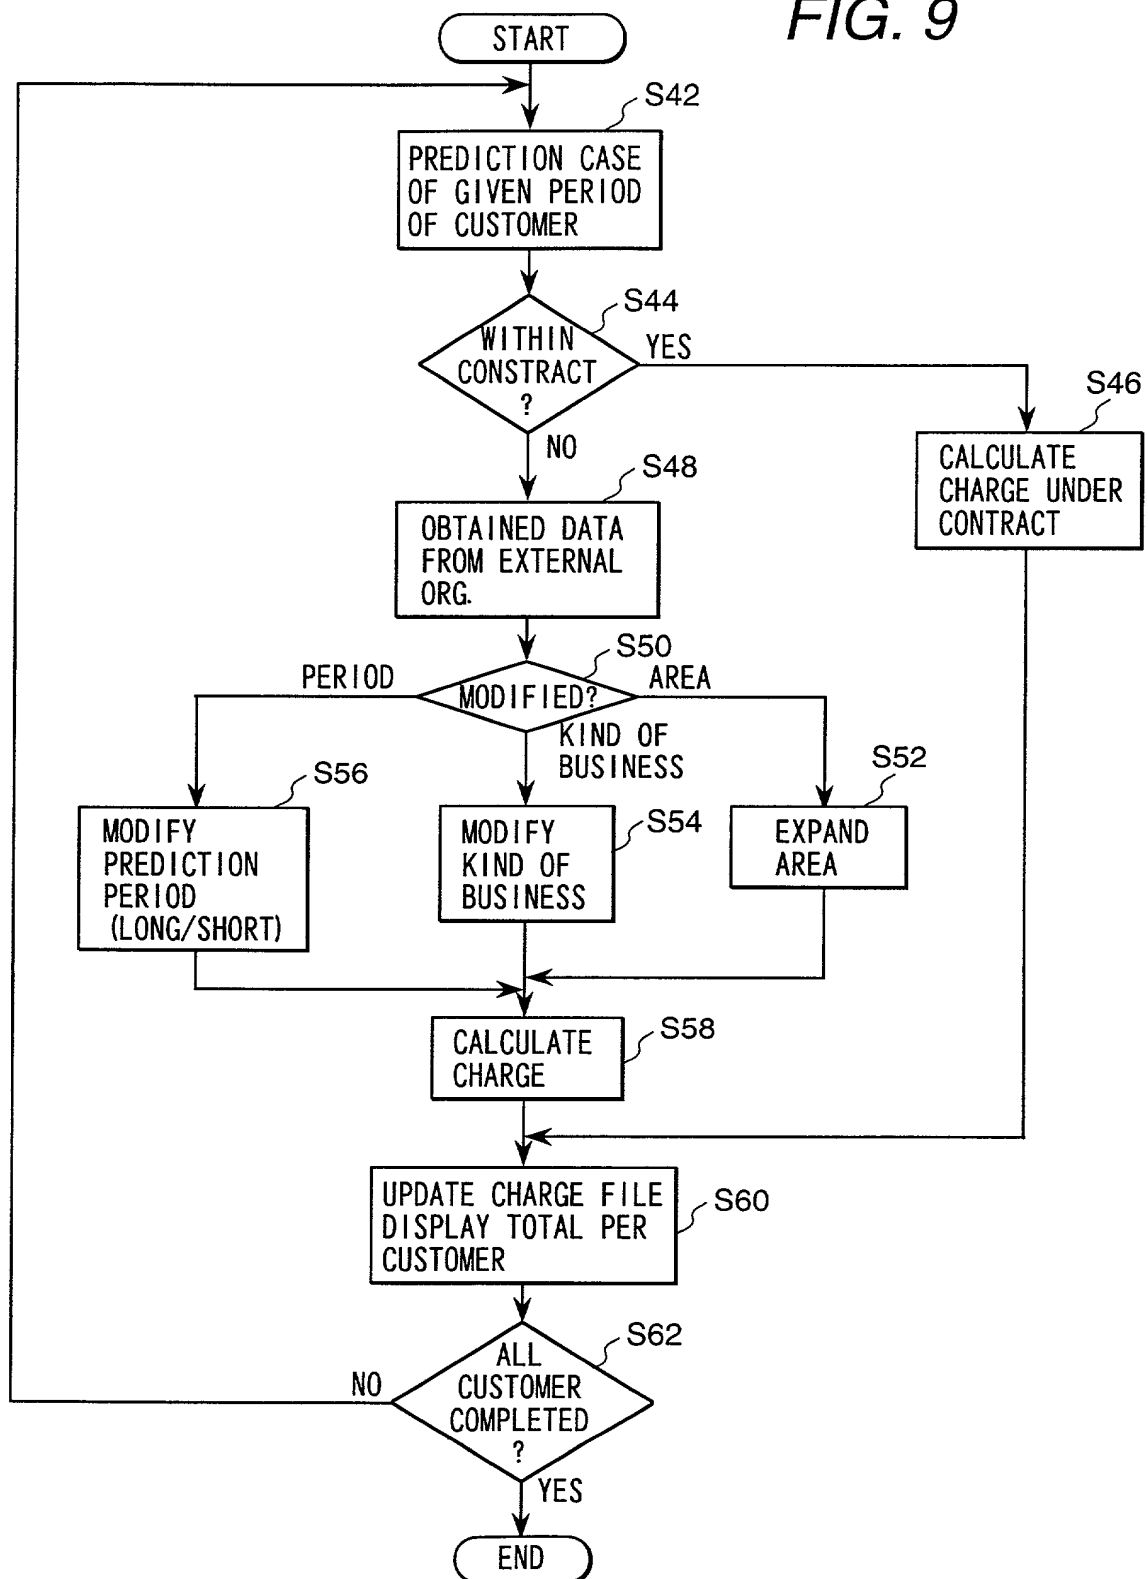 FIG. 9
START
S42
PREDICTION CASE
OF GIVEN PERIOD
OF CUSTOMER
S44
WITHIN
CONSTRACT
?
YES
NO
S46
CALCULATE
CHARGE UNDER
CONTRACT
S48
OBTAINED DATA
FROM EXTERNAL
ORG.
S50
MODIFIED?
PERIOD
AREA
KIND OF
BUSINESS
S56
MODIFY
PREDICTION
PERIOD
(LONG/SHORT)
S54
MODIFY
KIND OF
BUSINESS
S52
EXPAND
AREA
S58
CALCULATE
CHARGE
S60
UPDATE CHARGE FILE
DISPLAY TOTAL PER
CUSTOMER
S62
ALL
CUSTOMER
COMPLETED
?
NO
YES
END